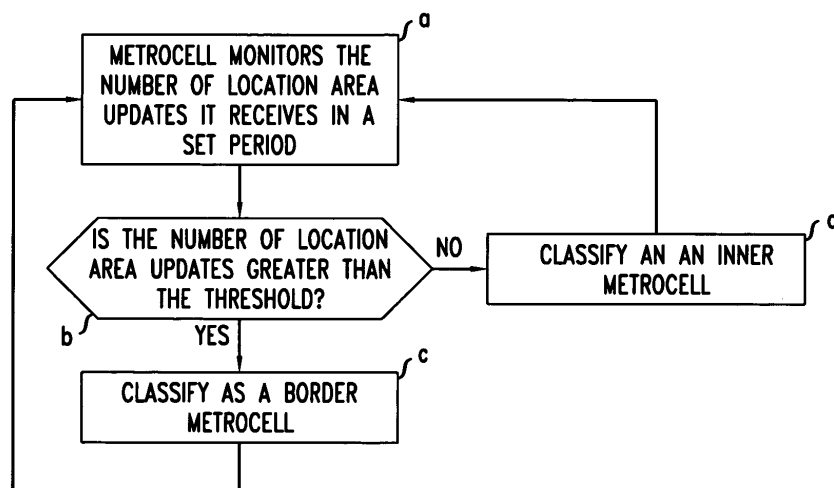 a
METROCELL MONITORS THE
NUMBER OF LOCATION AREA
UPDATES IT RECEIVES IN A
SET PERIOD
IS THE NUMBER OF LOCATION
AREA UPDATES GREATER THAN
THE THRESHOLD?
b
NO
d
CLASSIFY AN AN INNER
METROCELL
YES
c
CLASSIFY AS A BORDER
METROCELL